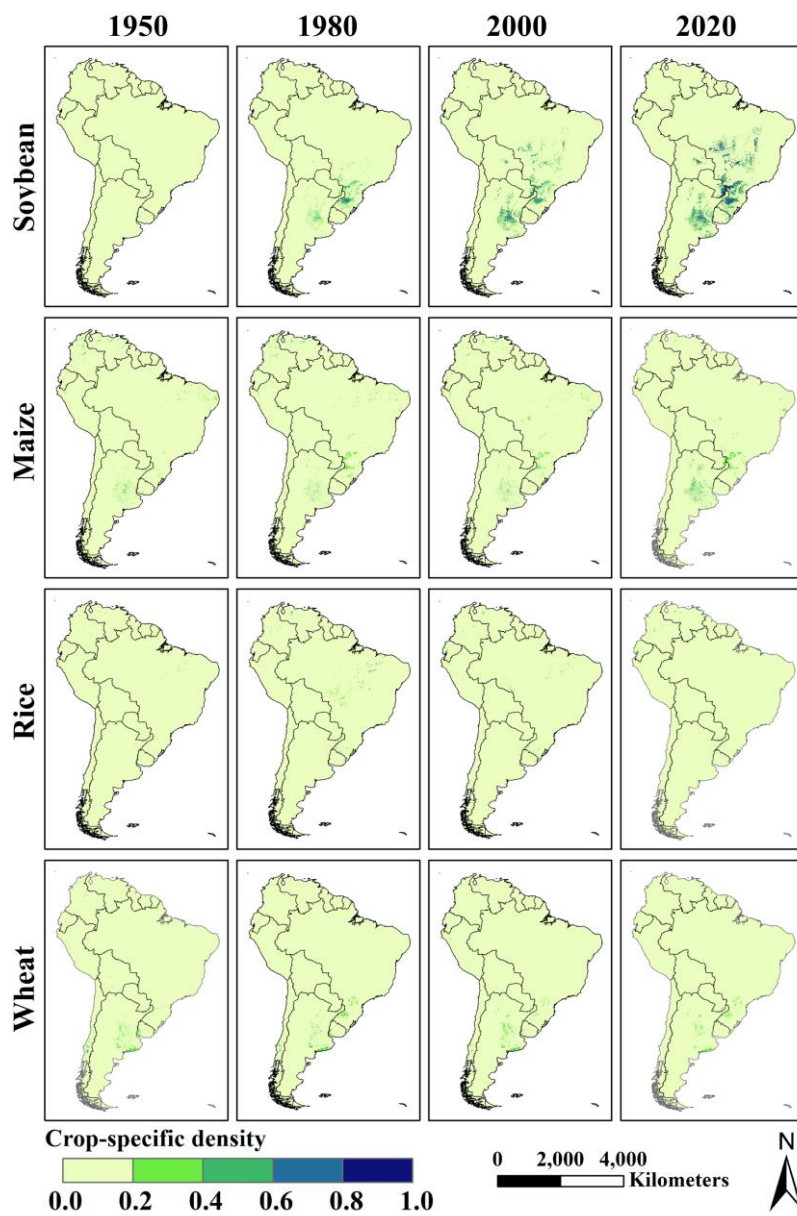 1950 1980 2000 2020
Soybean
Maize
Rice
Wheat
Crop-specific density
0.0 0.2 0.4 0.6 0.8 1.0
0 2,000 4,000
Kilometers
N